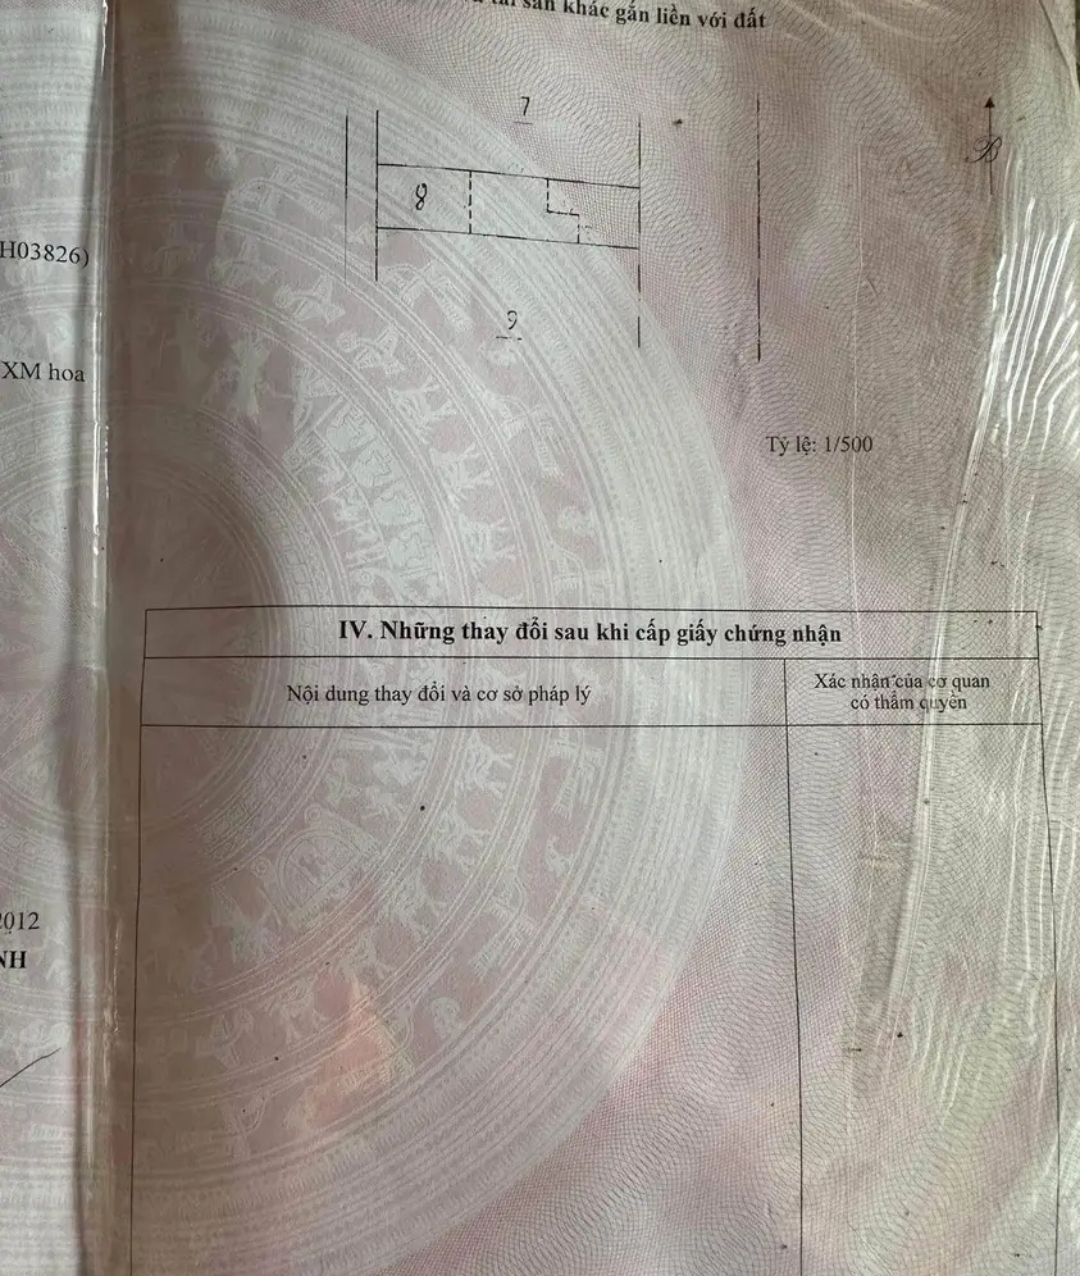 sản khác gắn liền với đất
7
B
8
H03826)
9
XM hoa
Tỷ lệ: 1/500
IV. Những thay đổi sau khi cấp giấy chứng nhận
Nội dung thay đổi và cơ sở pháp lý
Xác nhận của cơ quan
có thẩm quyền
2012
NH